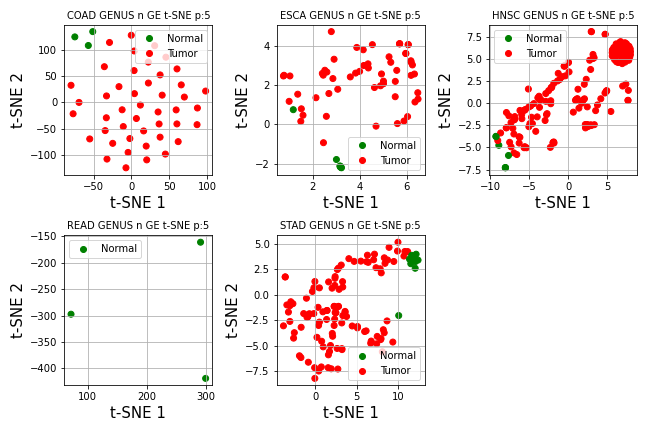 COAD GENUS n GE t-SNE p:5
ESCA GENUS n GE t-SNE p:5
HNSC GENUS n GE t-SNE p:5
t-SNE 2
150
100
50
0
−50
−100
Normal
Tumor
−50
0
50
100
t-SNE 1
t-SNE 2
4
2
0
−2
Normal
Tumor
2
4
6
t-SNE 1
t-SNE 2
7.5
5.0
2.5
0.0
−2.5
−5.0
−7.5
Normal
Tumor
−10
−5
0
5
t-SNE 1
READ GENUS n GE t-SNE p:5
STAD GENUS n GE t-SNE p:5
t-SNE 2
−150
−200
−250
−300
−350
−400
Normal
100
200
300
t-SNE 1
t-SNE 2
5.0
2.5
0.0
−2.5
−5.0
−7.5
Normal
Tumor
0
5
10
t-SNE 1